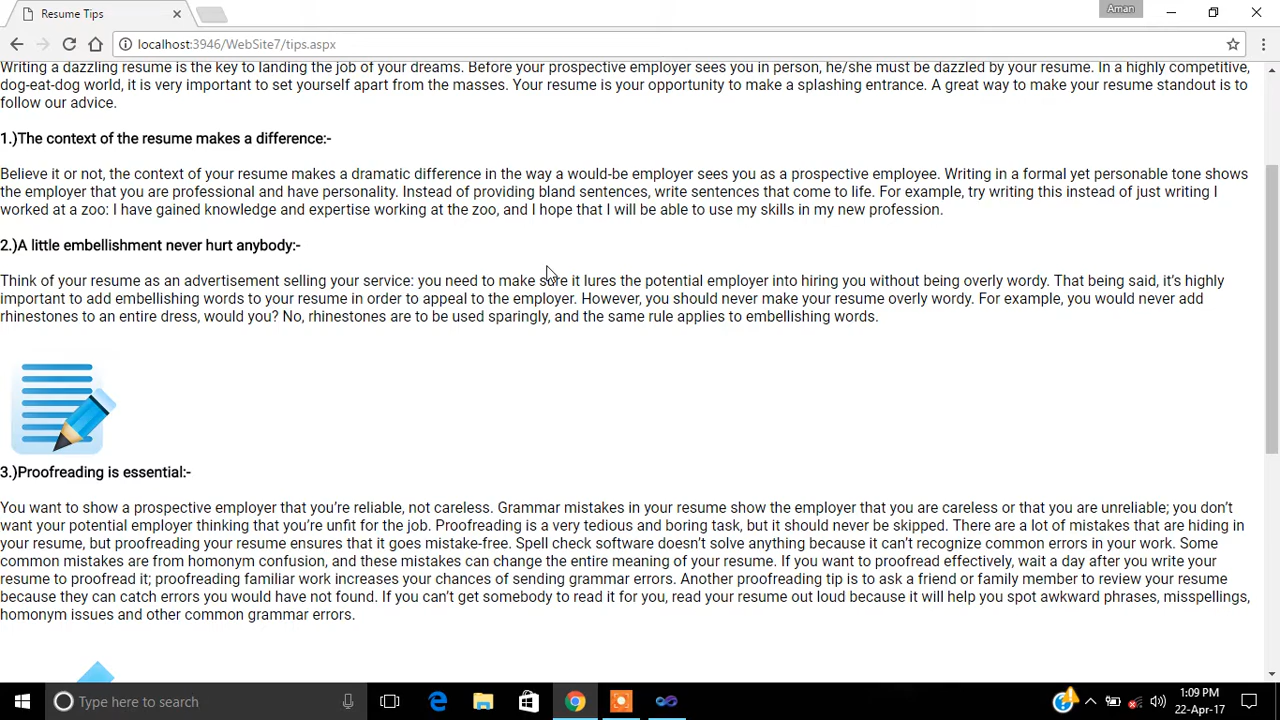 Resume Tips
Aman
localhost:3946/WebSite7/tips.aspx
Writing a dazzling resume is the key to landing the job of your dreams. Before your prospective employer sees you in person, he/she must be dazzled by your resume. In a highly competitive,
dog-eat-dog world, it is very important to set yourself apart from the masses. Your resume is your opportunity to make a splashing entrance. A great way to make your resume standout is to
follow our advice.
1.)The context of the resume makes a difference:-
Believe it or not, the context of your resume makes a dramatic difference in the way a would-be employer sees you as a prospective employee. Writing in a formal yet personable tone shows
the employer that you are professional and have personality. Instead of providing bland sentences, write sentences that come to life. For example, try writing this instead of just writing I
worked at a zoo: I have gained knowledge and expertise working at the zoo, and I hope that I will be able to use my skills in my new profession.
2.)A little embellishment never hurt anybody:-
Think of your resume as an advertisement selling your service: you need to make sure it lures the potential employer into hiring you without being overly wordy. That being said, it’s highly
important to add embellishing words to your resume in order to appeal to the employer. However, you should never make your resume overly wordy. For example, you would never add
rhinestones to an entire dress, would you? No, rhinestones are to be used sparingly, and the same rule applies to embellishing words.
3.)Proofreading is essential:-
You want to show a prospective employer that you’re reliable, not careless. Grammar mistakes in your resume show the employer that you are careless or that you are unreliable; you don’t
want your potential employer thinking that you’re unfit for the job. Proofreading is a very tedious and boring task, but it should never be skipped. There are a lot of mistakes that are hiding in
your resume, but proofreading your resume ensures that it goes mistake-free. Spell check software doesn’t solve anything because it can’t recognize common errors in your work. Some
common mistakes are from homonym confusion, and these mistakes can change the entire meaning of your resume. If you want to proofread effectively, wait a day after you write your
resume to proofread it; proofreading familiar work increases your chances of sending grammar errors. Another proofreading tip is to ask a friend or family member to review your resume
because they can catch errors you would have not found. If you can’t get somebody to read it for you, read your resume out loud because it will help you spot awkward phrases, misspellings,
homonym issues and other common grammar errors.
Type here to search
1:09 PM
22-Apr-17